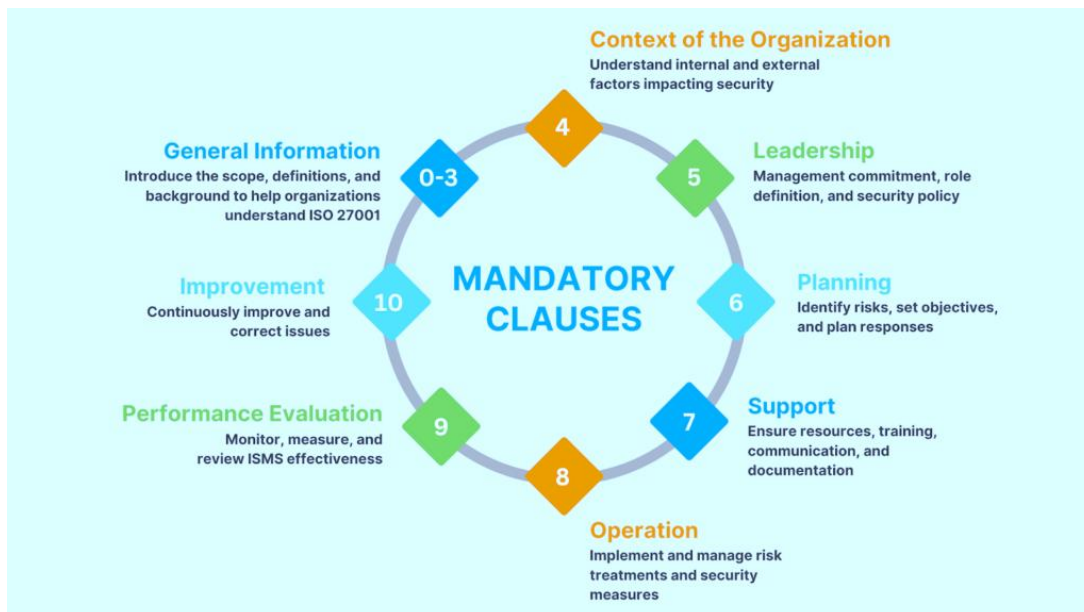 Context of the Organization
Understand internal and external
factors impacting security
4
General Information
Introduce the scope, definitions, and
background to help organizations
understand ISO 27001
0-3
5
Leadership
Management commitment, role
definition, and security policy
MANDATORY
CLAUSES
Improvement
Continuously improve and
correct issues
10
6
Planning
Identify risks, set objectives,
and plan responses
Performance Evaluation
Monitor, measure, and
review ISMS effectiveness
9
7
Support
Ensure resources, training,
communication, and
documentation
8
Operation
Implement and manage risk
treatments and security
measures